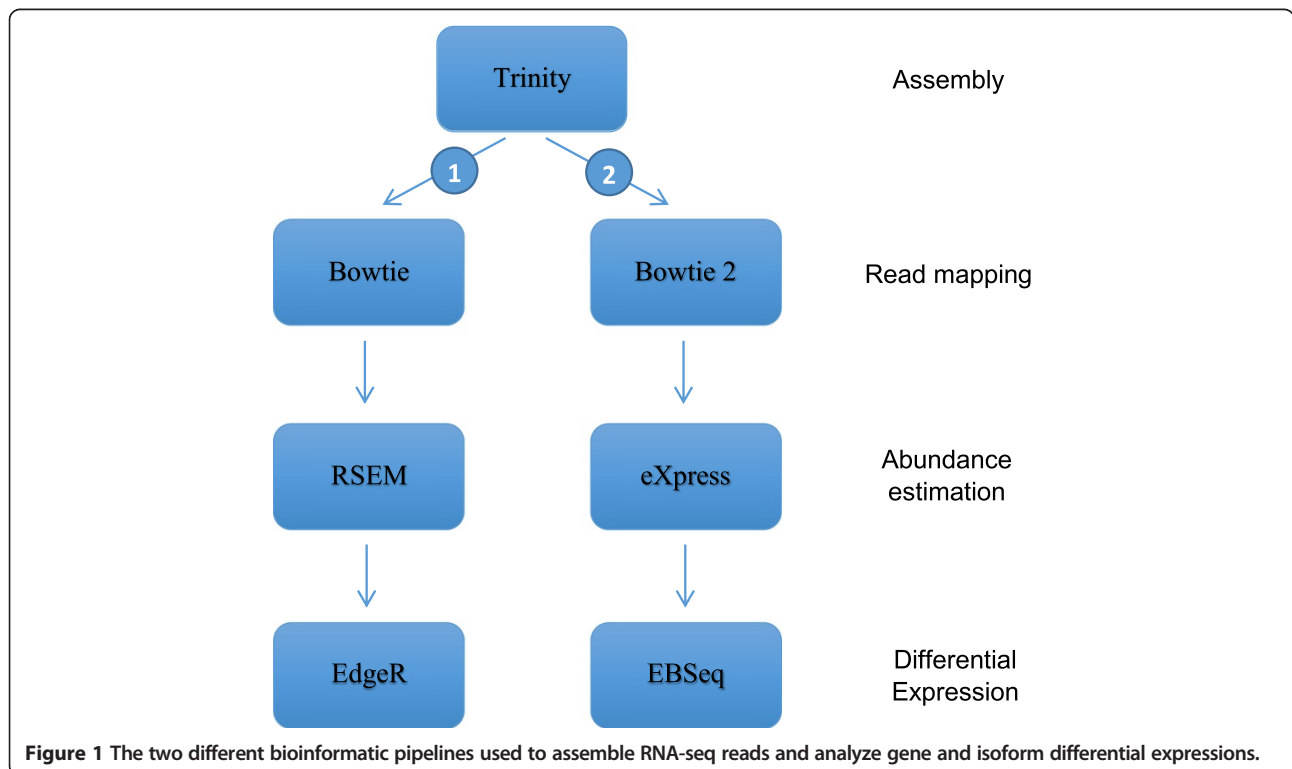 Trinity
Assembly
1
2
Bowtie
Bowtie 2
Read mapping
RSEM
eXpress
Abundance
estimation
EdgeR
EBSeq
Differential
Expression
Figure 1 The two different bioinformatic pipelines used to assemble RNA-seq reads and analyze gene and isoform differential expressions.